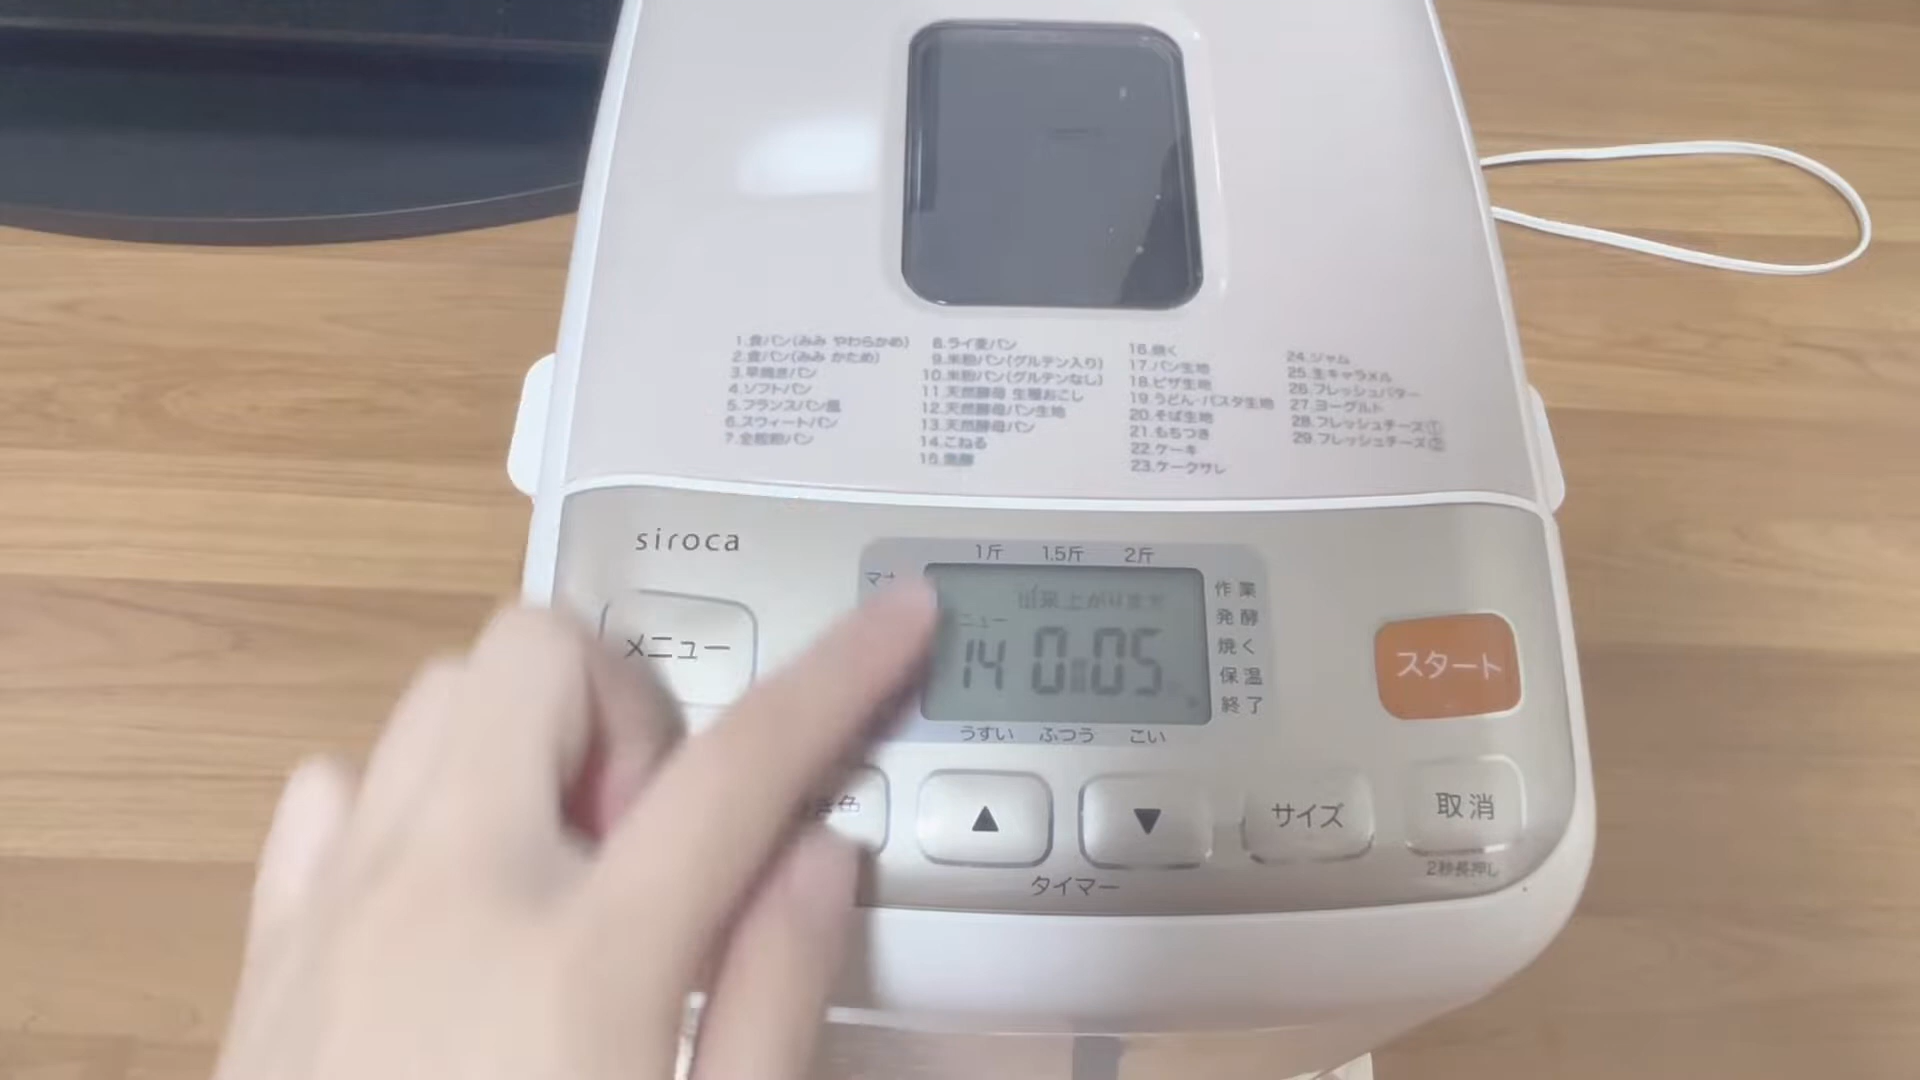 1.食パン(みみ やわらかめ)
2.食パン(みみ かため)
3.早焼きパン
4.ソフトパン
5.フランスパン風
6.スウィートパン
7.全粒粉パン
8.ライ麦パン
9.米粉パン(グルテン入り)
10.米粉パン(グルテンなし)
11.天然酵母 生種おこし
12.天然酵母パン生地
13.天然酵母パン
14.こねる
15.発酵
16.焼く
17.パン生地
18.ピザ生地
19.うどん・パスタ生地
20.そば生地
21.もちつき
22.ケーキ
23.ケークサレ
24.ジャム
25.生キャラメル
26.フレッシュバター
27.ヨーグルト
28.フレッシュチーズ①
29.フレッシュチーズ②
siroca
1斤 1.5斤 2斤
出来上がります
ニュー
14 0:05
作業
発酵
焼く
保温
終了
うすい ふつう こい
メニュー
スタート
色
▲
▼
サイズ
取消
タイマー
2秒長押し